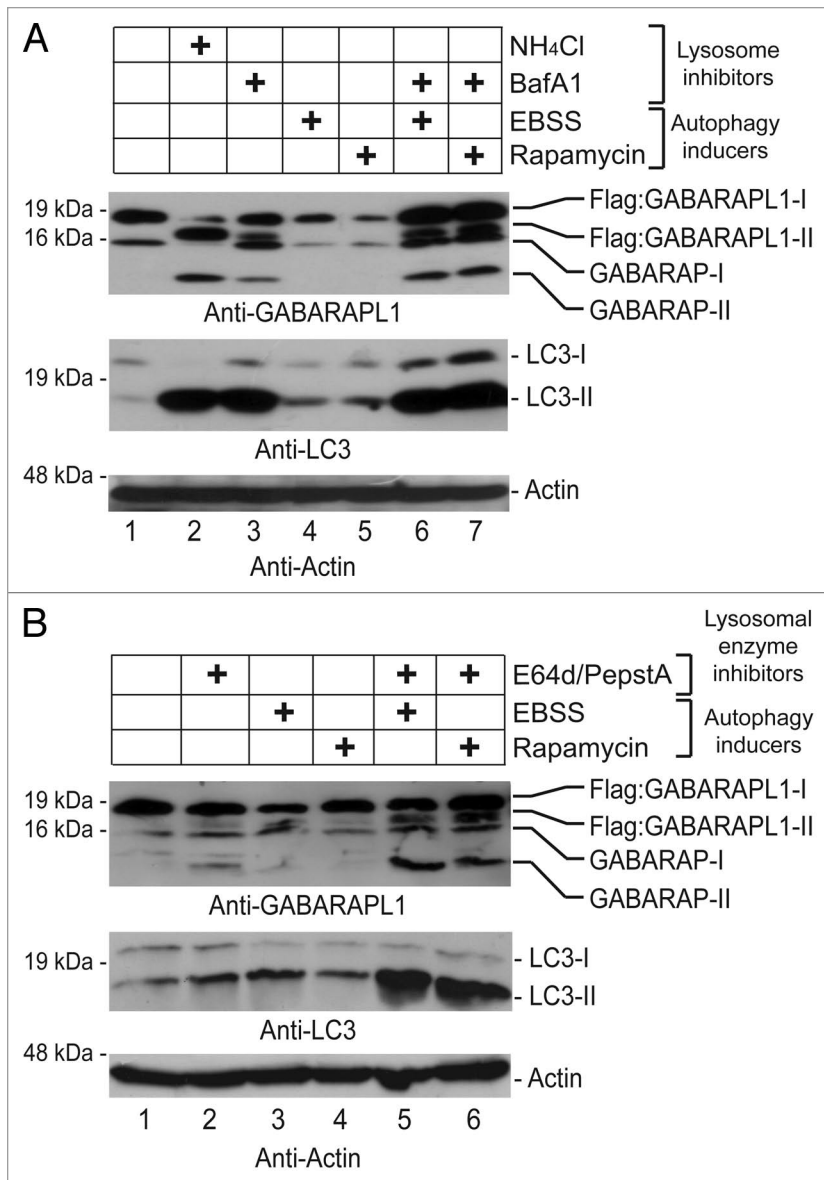 A
+ NH4Cl
+ + + BafA1
Lysosome
inhibitors
+ + EBSS
+ + Rapamycin
Autophagy
inducers
19 kDa -
16 kDa -
Flag:GABARAPL1-I
Flag:GABARAPL1-II
GABARAP-I
GABARAP-II
Anti-GABARAPL1
- LC3-I
19 kDa -
- LC3-II
Anti-LC3
48 kDa -
- Actin
1 2 3 4 5 6 7
Anti-Actin
B
Lysosomal
enzyme
inhibitors
+ + + E64d/PepstA
+ + EBSS
+ + Rapamycin
Autophagy
inducers
19 kDa -
16 kDa -
Flag:GABARAPL1-I
Flag:GABARAPL1-II
GABARAP-I
GABARAP-II
Anti-GABARAPL1
19 kDa -
- LC3-I
- LC3-II
Anti-LC3
48 kDa -
- Actin
1 2 3 4 5 6
Anti-Actin